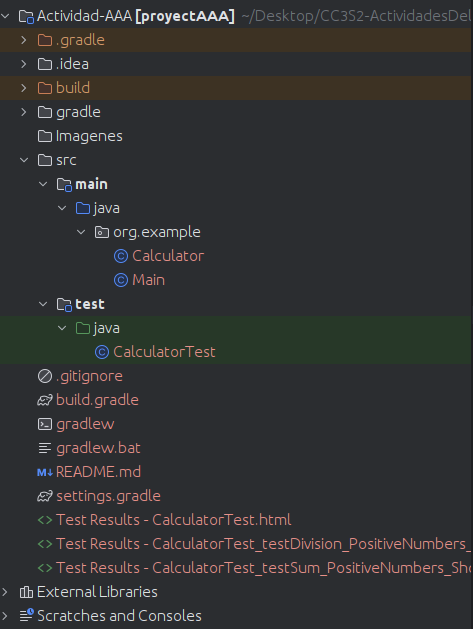 Actividad-AAA [proyectAAA] ~/Desktop/CC3S2-ActividadesDel
.gradle
.idea
build
gradle
Imagenes
src
main
java
org.example
Calculator
Main
test
java
CalculatorTest
.gitignore
build.gradle
gradlew
gradlew.bat
M↓ README.md
settings.gradle
Test Results - CalculatorTest.html
Test Results - CalculatorTest_testDivision_PositiveNumbers_
Test Results - CalculatorTest_testSum_PositiveNumbers_Sho
External Libraries
Scratches and Consoles